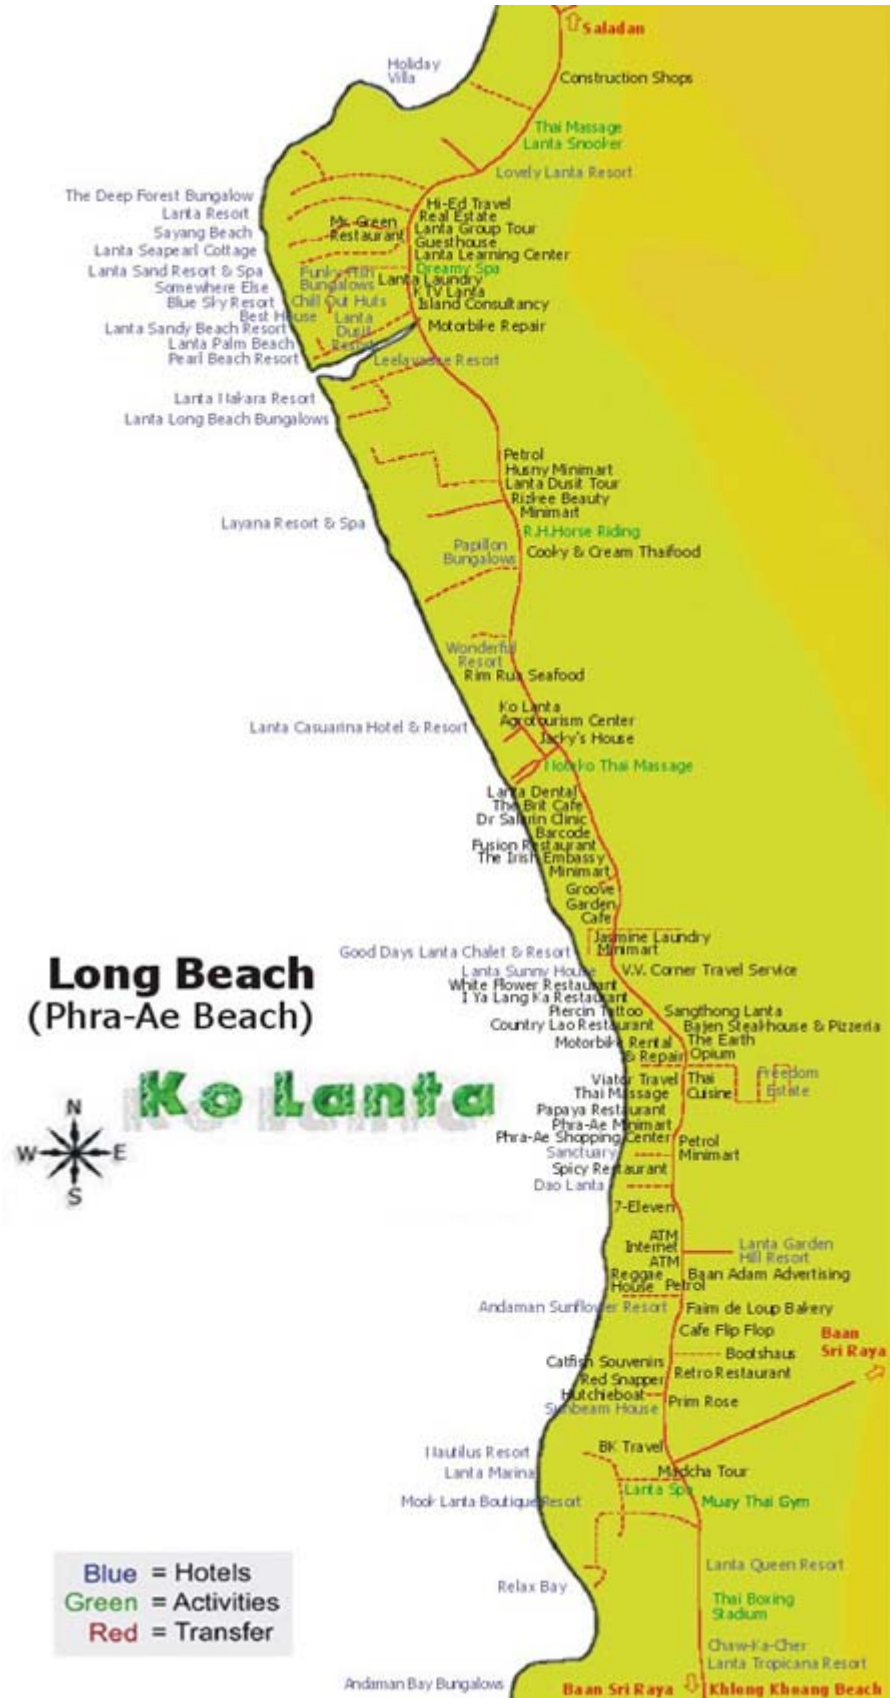 Saladan
Holiday
Villa
Construction Shops
Thai Massage
Lanta Snooker
Lovely Lanta Resort
The Deep Forest Bungalow
Hi-Ed Travel
Lanta Resort
Real Estate
Mr. Green
Restaurant
Lanta Group Tour
Sayang Beach
Guesthouse
Lanta Seapearl Cottage
Lanta Learning Center
Lanta Sand Resort & Spa
Funky Fish
Bungalows
Dreamy Spa
Somewhere Else
Lanta Laundry
KTV Lanta
Blue Sky Resort
Chill Out Huts
Island Consultancy
Best House
Lanta
Dusit
Resort
Lanta Sandy Beach Resort
Motorbike Repair
Lanta Palm Beach
Pearl Beach Resort
Leelavadee Resort
Lanta Nakara Resort
Lanta Long Beach Bungalows
Petrol
Husny Minimart
Lanta Dusit Tour
Rizkee Beauty
Minimart
Layana Resort & Spa
R.H.Horse Riding
Papillon
Bungalows
Cooky & Cream Thaifood
Wonderful
Resort
Rim Rua Seafood
Ko Lanta
Agrotourism Center
Lanta Casuarina Hotel & Resort
Jacky's House
Thai Massage
Lanta Dental
The Brit Cafe
Dr Salarin Clinic
Barcode
Fusion Restaurant
The Irish Embassy
Minimart
Groove
Garden
Cafe
Jasmine Laundry
Minimart
Good Days Lanta Chalet & Resort
Lanta Sunny House
V.V. Corner Travel Service
White Flower Restaurant
I Ya Lang Ka Restaurant
Piercin Tattoo
Sangthong Lanta
Country Lao Restaurant
Bajen Steakhouse & Pizzeria
Motorbike Rental
& Repair
The Earth
Opium
Long Beach
(Phra-Ae Beach)
Ko Lanta
Viator Travel
Thai
Cuisine
Freedom
Estate
Thai Massage
Papaya Restaurant
Phra-Ae Minimart
Phra-Ae Shopping Center
Petrol
Minimart
Sanctuary
Spicy Restaurant
Dao Lanta
7-Eleven
N
W
E
S
ATM
Internet
ATM
Lanta Garden
Hill Resort
Reggae
House
Petrol
Baan Adam Advertising
Andaman Sunflower Resort
Faim de Loup Bakery
Cafe Flip Flop
Baan
Sri Raya
Bootshaus
Catfish Souvenirs
Retro Restaurant
Red Snapper
Hutchieboat
Prim Rose
Sunbeam House
BK Travel
Nautilus Resort
Lanta Marina
Madcha Tour
Lanta Spa
Mook Lanta Boutique Resort
Muay Thai Gym
Lanta Queen Resort
Relax Bay
Thai Boxing
Stadium
Blue = Hotels
Green = Activities
Red = Transfer
Chaw-Ka-Cher
Lanta Tropicana Resort
Andaman Bay Bungalows
Baan Sri Raya
Khlong Khoang Beach